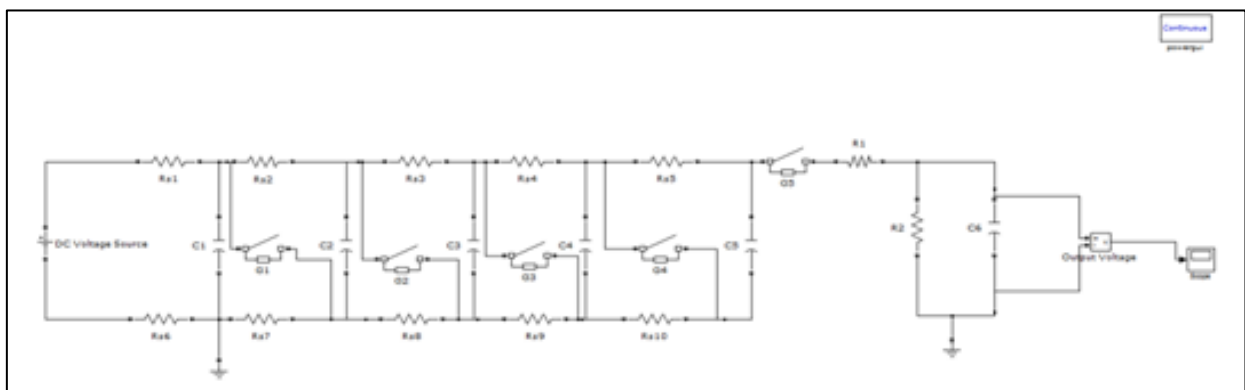 Continuous
powergui
R1
Rs1
Rs2
Rs3
Rs4
Rs5
G5
DC Voltage Source
C1
C2
C3
C4
C5
R2
C6
G1
G2
G3
G4
Output Voltage
Rs6
Rs7
Rs8
Rs9
Rs10